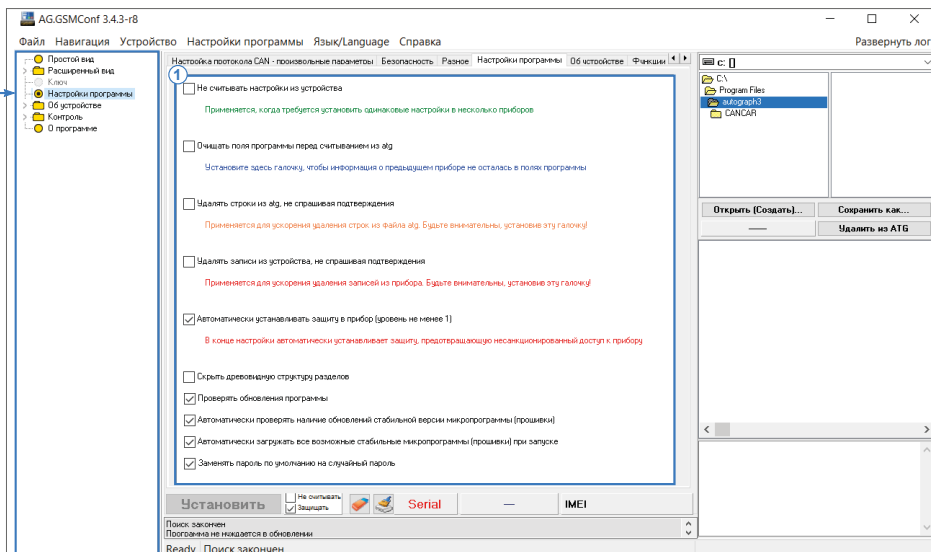 AG.GSMConf 3.4.3-r8
Файл Навигация Устройство Настройки программы Язык/Language Справка
Развернуть лог
Простой вид
Расширенный вид
Ключ
Настройки программы
Об устройстве
Контроль
О программе
Настройка протокола CAN - произвольные параметры Безопасность Разное Настройки программы Об устройстве Функции
1
Не считывать настройки из устройства
Применяется, когда требуется установить одинаковые настройки в несколько приборов
Очищать поля программы перед считыванием из atg
Установите здесь галочку, чтобы информация о предыдущем приборе не осталась в полях программы
Удалять строки из atg, не спрашивая подтверждения
Применяется для ускорения удаления строк из файла atg. Будьте внимательны, установив эту галочку!
Удалять записи из устройства, не спрашивая подтверждения
Применяется для ускорения удаления записей из прибора. Будьте внимательны, установив эту галочку!
Автоматически устанавливать защиту в прибор (уровень не менее 1)
В конце настройки автоматически устанавливает защиту, предотвращающую несанкционированный доступ к прибору
Скрыть древовидную структуру разделов
Проверять обновления программы
Автоматически проверять наличие обновлений стабильной версии микропрограммы (прошивки)
Автоматически загружать все возможные стабильные микропрограммы (прошивки) при запуске
Заменять пароль по умолчанию на случайный пароль
Установить
Не считывать
Защищать
Serial
—
IMEI
Поиск закончен
Программа не нуждается в обновлении
Ready Поиск закончен
c: []
C:\
Program Files
autograph3
CANCAR
Открыть (Создать)... Сохранить как...
—— Удалить из ATG